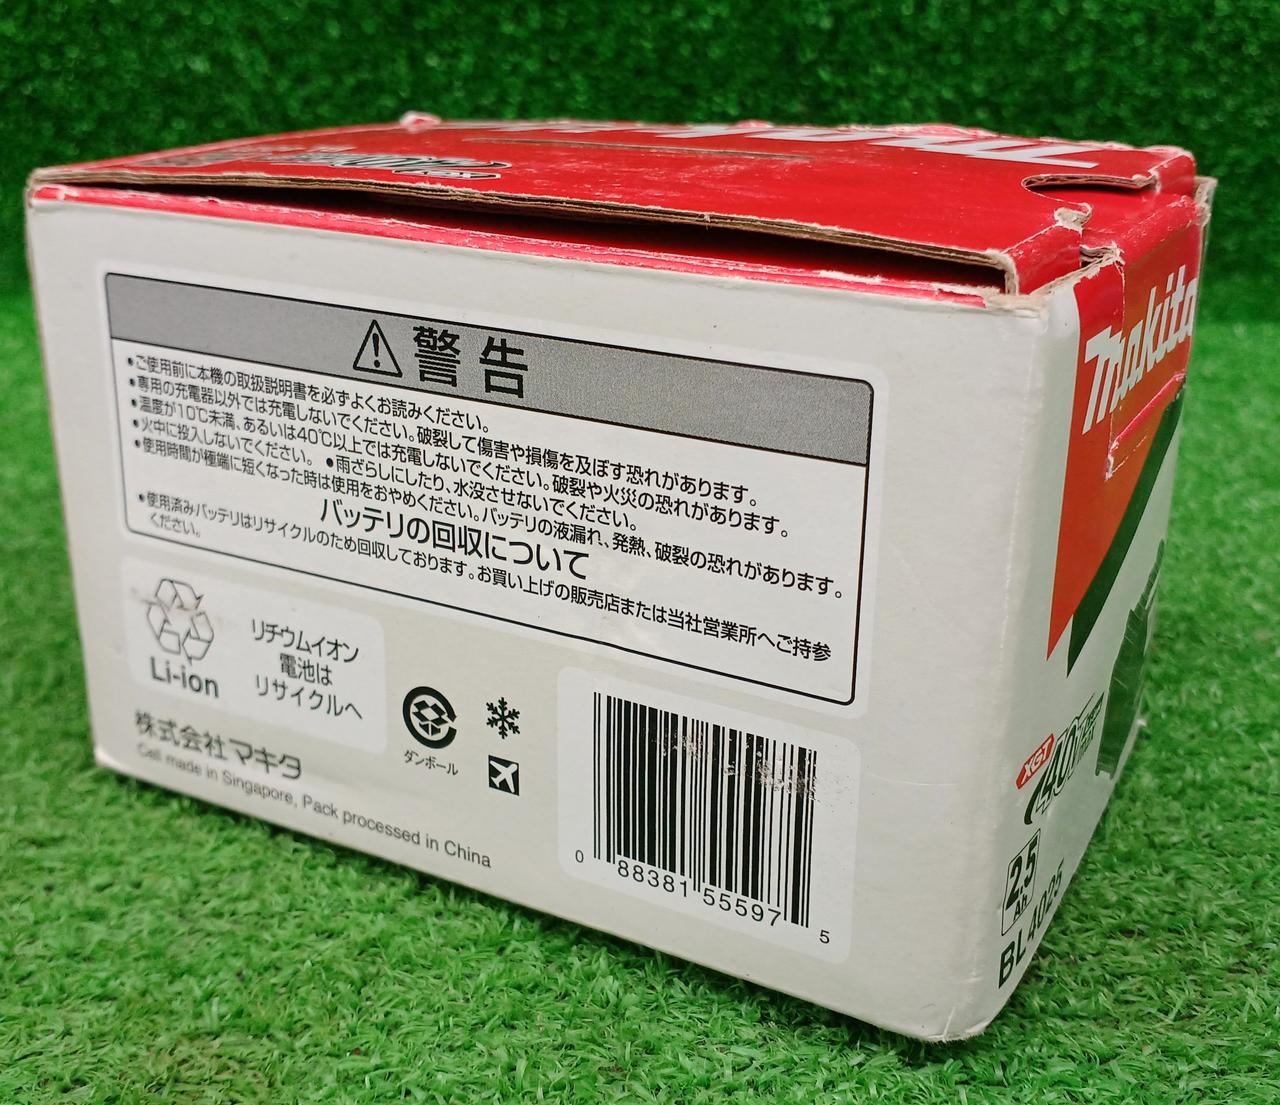 makita
警告
•ご使用前に本機の取扱説明書を必ずよくお読みください。
•専用の充電器以外では充電しないでください。破裂して傷害や損傷を及ぼす恐れがあります。
•温度が10℃未満、あるいは40℃以上では充電しないでください。破裂や火災の恐れがあります。
•火中に投入しないでください。 •雨ざらしにしたり、水没させないでください。
•使用時間が極端に短くなった時は使用をおやめください。バッテリの液漏れ、発熱、破裂の恐れがあります。
バッテリの回収について
•使用済みバッテリはリサイクルのため回収しております。お買い上げの販売店または当社営業所へご持参
ください。
Li-ion
リチウムイオン
電池は
リサイクルへ
ダンボール
株式会社マキタ
Cell made in Singapore, Pack processed in China
0 88381 55597 5
makita
XGT
40Vmax
2.5
Ah
BL4025